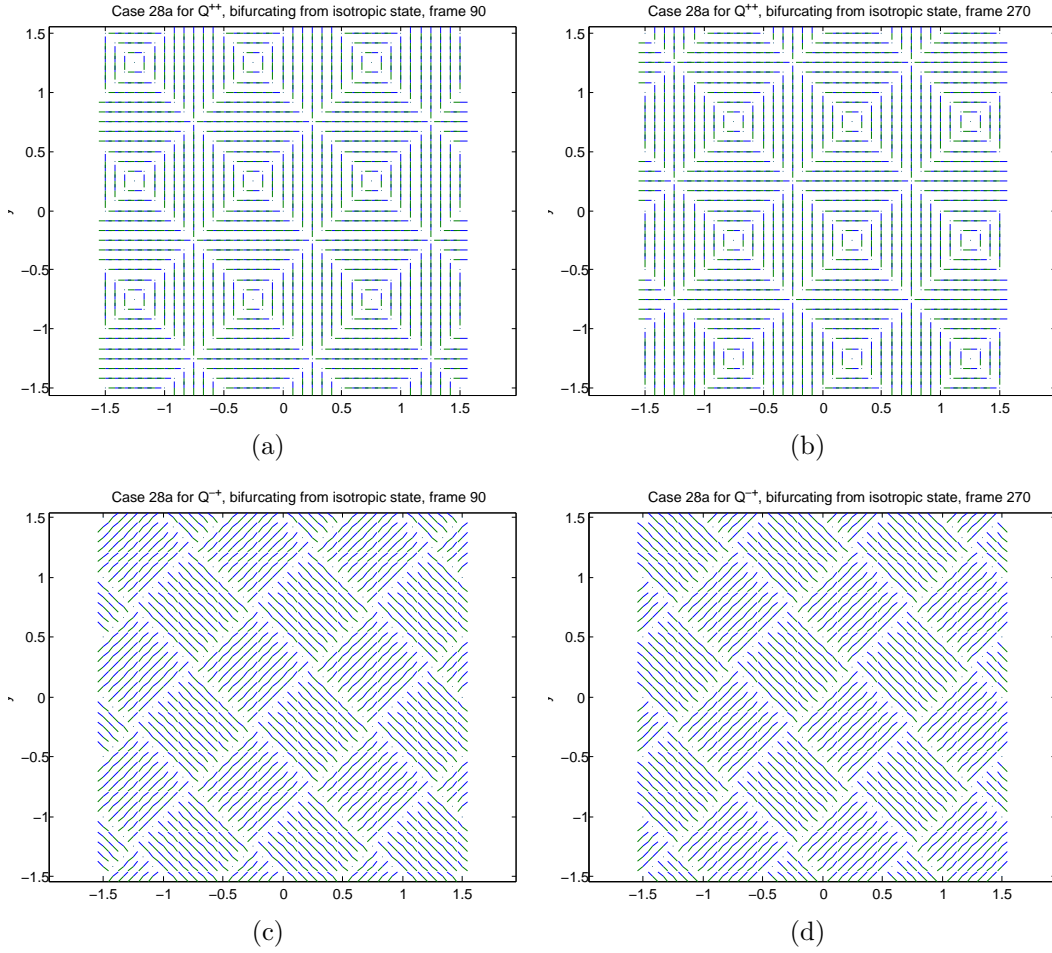 Case 28a for Q++, bifurcating from isotropic state, frame 90
1.5
1
0.5
0
−0.5
−1
−1.5
−1.5 −1 −0.5 0 0.5 1 1.5
(a)
Case 28a for Q++, bifurcating from isotropic state, frame 270
1.5
1
0.5
0
−0.5
−1
−1.5
−1.5 −1 −0.5 0 0.5 1 1.5
(b)
Case 28a for Q−+, bifurcating from isotropic state, frame 90
1.5
1
0.5
0
−0.5
−1
−1.5
−1.5 −1 −0.5 0 0.5 1 1.5
(c)
Case 28a for Q−+, bifurcating from isotropic state, frame 270
1.5
1
0.5
0
−0.5
−1
−1.5
−1.5 −1 −0.5 0 0.5 1 1.5
(d)